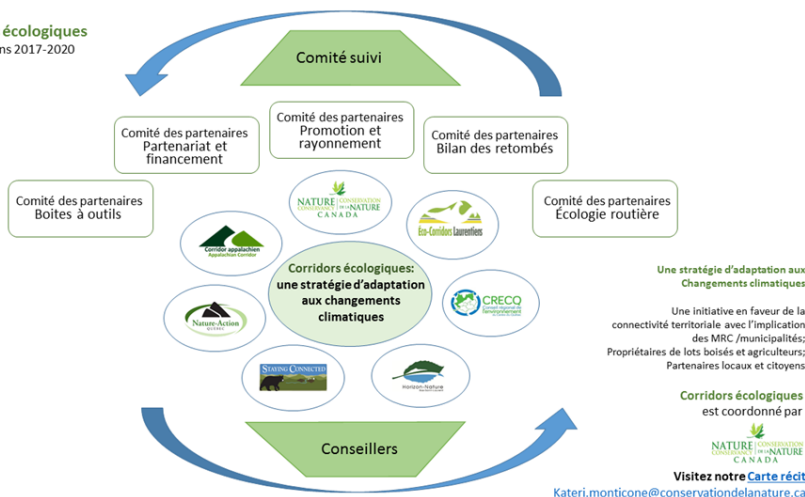 écologiques
ns 2017-2020
Comité suivi
Comité des partenaires
Partenariat et
financement
Comité des partenaires
Promotion et
rayonnement
Comité des partenaires
Bilan des retombés
Comité des partenaires
Boites à outils
Comité des partenaires
Écologie routière
NATURE CONSERVANCY
CONSERVATION DE LA NATURE
CANADA
Éco-Corridors Laurentiens
Corridor appalachien
Appalachian Corridor
Corridors écologiques:
une stratégie d'adaptation
aux changements
climatiques
CRECQ
Conseil régional de
l'environnement
Nature-Action
QUÉBEC
STAYING CONNECTED
Horizon-Nature
Conseillers
Une stratégie d'adaptation aux
Changements climatiques
Une initiative en faveur de la
connectivité territoriale avec l'implication
des MRC /municipalités;
Propriétaires de lots boisés et agriculteurs;
Partenaires locaux et citoyens
Corridors écologiques
est coordonné par
NATURE CONSERVANCY
CONSERVATION DE LA NATURE
CANADA
Visitez notre Carte récit
Kateri.monticone@conservationdelanature.ca